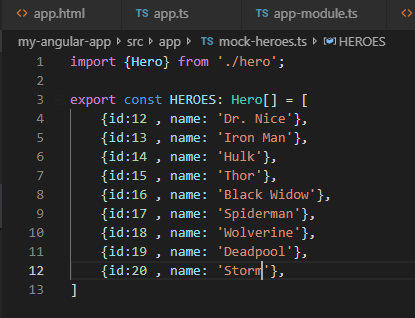 <> app.html TS app.ts TS app-module.ts <>
my-angular-app > src > app > TS mock-heroes.ts > HEROES
1 import {Hero} from './hero';
2
3 export const HEROES: Hero[] = [
4 {id:12 , name: 'Dr. Nice'},
5 {id:13 , name: 'Iron Man'},
6 {id:14 , name: 'Hulk'},
7 {id:15 , name: 'Thor'},
8 {id:16 , name: 'Black Widow'},
9 {id:17 , name: 'Spiderman'},
10 {id:18 , name: 'Wolverine'},
11 {id:19 , name: 'Deadpool'},
12 {id:20 , name: 'Storm'},
13 ]